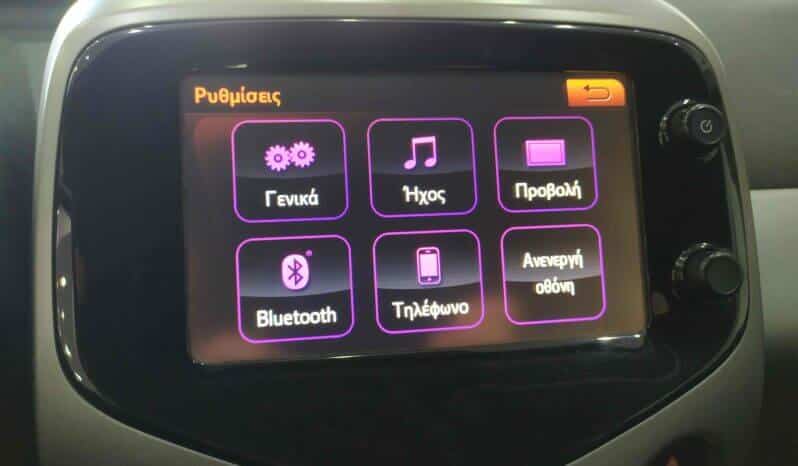 Ρυθμίσεις
Γενικά
Ήχος
Προβολή
Bluetooth
Τηλέφωνο
Ανενεργή
οθόνη